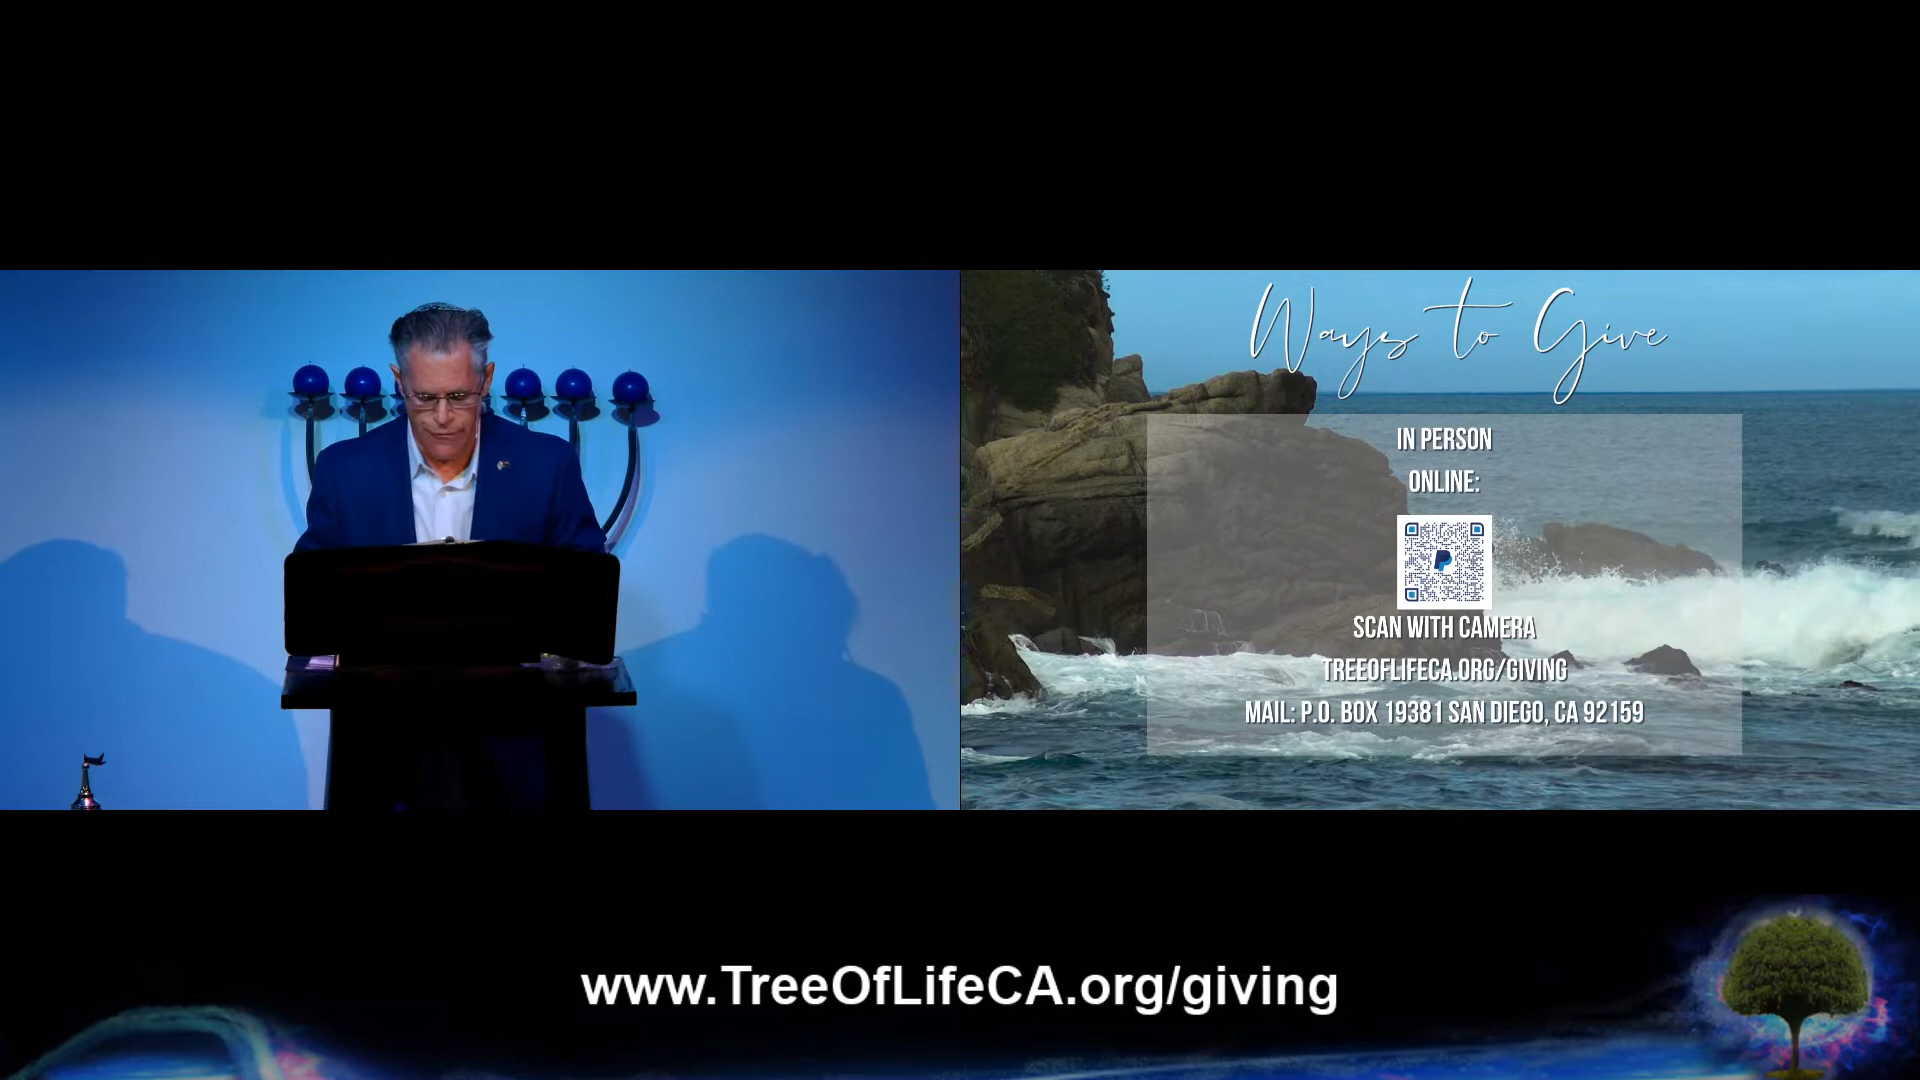 Ways to Give
IN PERSON
ONLINE:
SCAN WITH CAMERA
TREEOFLIFECA.ORG/GIVING
MAIL: P.O. BOX 19381 SAN DIEGO, CA 92159
www.TreeOfLifeCA.org/giving